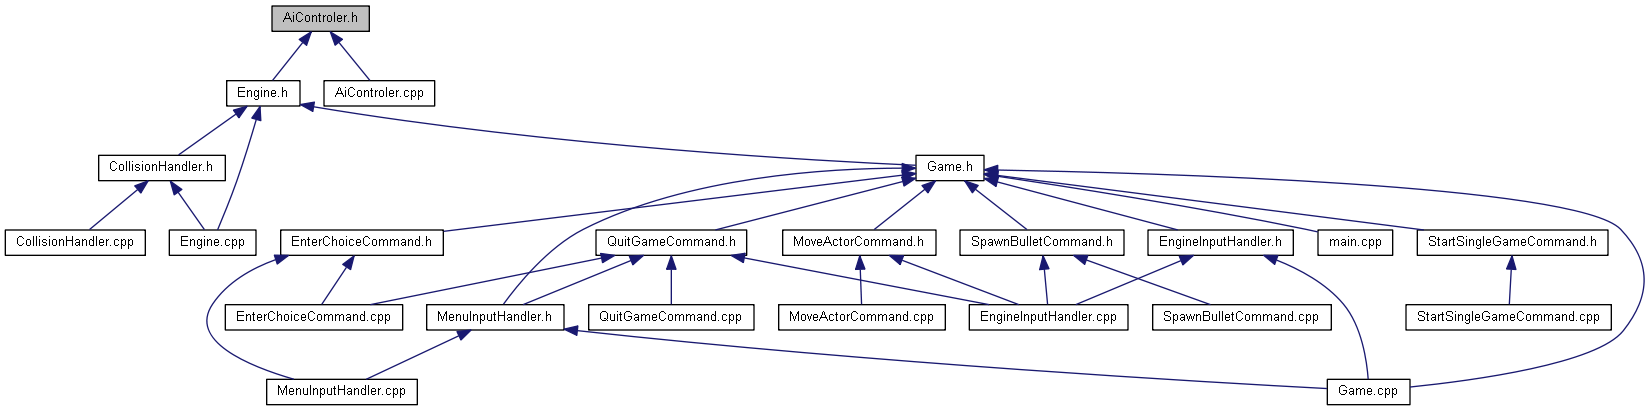 AiControler.h
Engine.h
AiControler.cpp
CollisionHandler.h
Game.h
CollisionHandler.cpp
Engine.cpp
EnterChoiceCommand.h
QuitGameCommand.h
MoveActorCommand.h
SpawnBulletCommand.h
EngineInputHandler.h
main.cpp
StartSingleGameCommand.h
EnterChoiceCommand.cpp
MenuInputHandler.h
QuitGameCommand.cpp
MoveActorCommand.cpp
EngineInputHandler.cpp
SpawnBulletCommand.cpp
StartSingleGameCommand.cpp
MenuInputHandler.cpp
Game.cpp